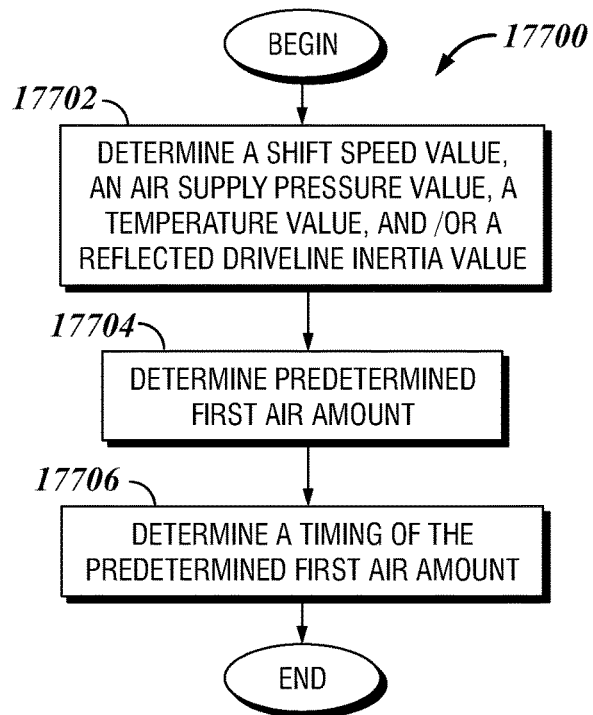 BEGIN
17700
17702
DETERMINE A SHIFT SPEED VALUE,
AN AIR SUPPLY PRESSURE VALUE, A
TEMPERATURE VALUE, AND /OR A
REFLECTED DRIVELINE INERTIA VALUE
17704
DETERMINE PREDETERMINED
FIRST AIR AMOUNT
17706
DETERMINE A TIMING OF THE
PREDETERMINED FIRST AIR AMOUNT
END